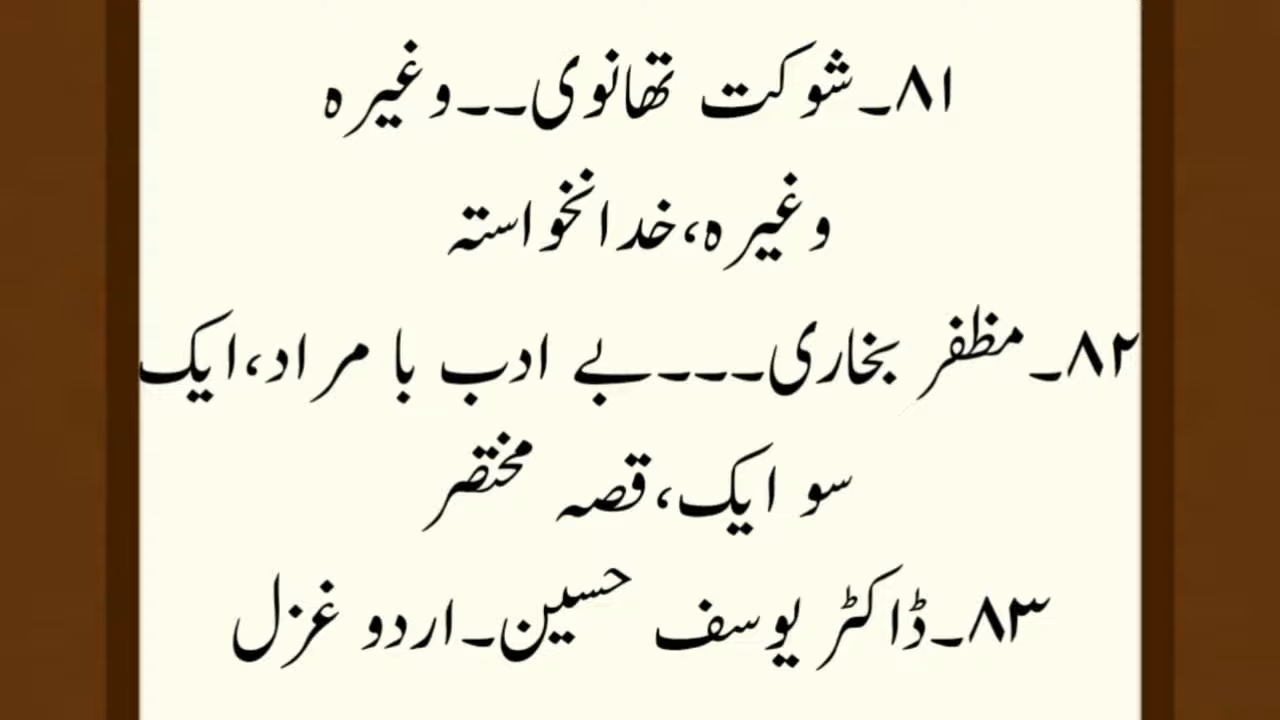 ۸۱۔شوکت تھانوی۔۔وغیرہ
وغیرہ،خدانخواستہ
۸۲۔مظفر بخاری۔۔۔بے ادب با مراد،ایک
سو ایک،قصہ مختصر
۸۳۔ڈاکٹر یوسف حسین۔اردو غزل